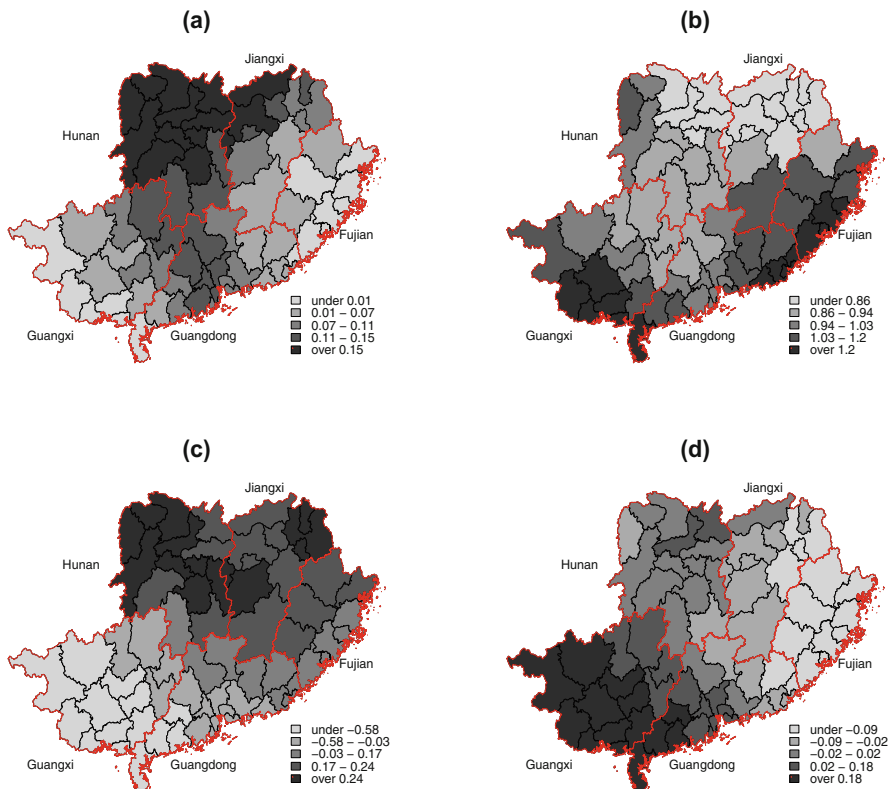 (a)
Jiangxi
Hunan
Fujian
Guangxi
Guangdong
under 0.01
0.01 − 0.07
0.07 − 0.11
0.11 − 0.15
over 0.15
(b)
Jiangxi
Hunan
Fujian
Guangxi
Guangdong
under 0.86
0.86 − 0.94
0.94 − 1.03
1.03 − 1.2
over 1.2
(c)
Jiangxi
Hunan
Fujian
Guangxi
Guangdong
under −0.58
−0.58 − −0.03
−0.03 − 0.17
0.17 − 0.24
over 0.24
(d)
Jiangxi
Hunan
Fujian
Guangxi
Guangdong
under −0.09
−0.09 − −0.02
−0.02 − 0.02
0.02 − 0.18
over 0.18